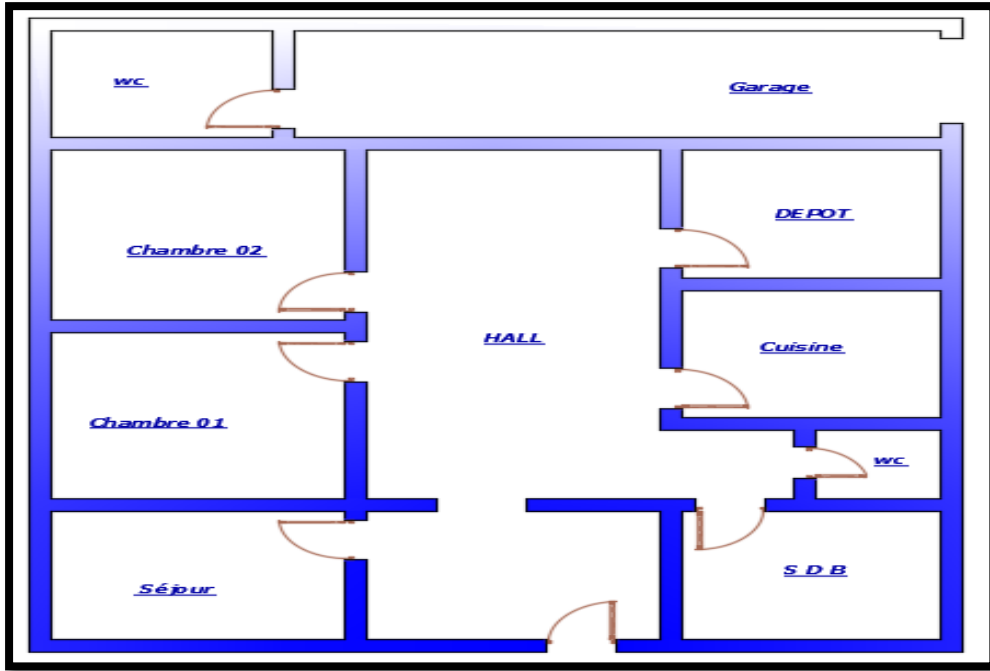 wc
Garage
DEPOT
Chambre 02
HALL
Cuisine
Chambre 01
wc
S D B
Séjour